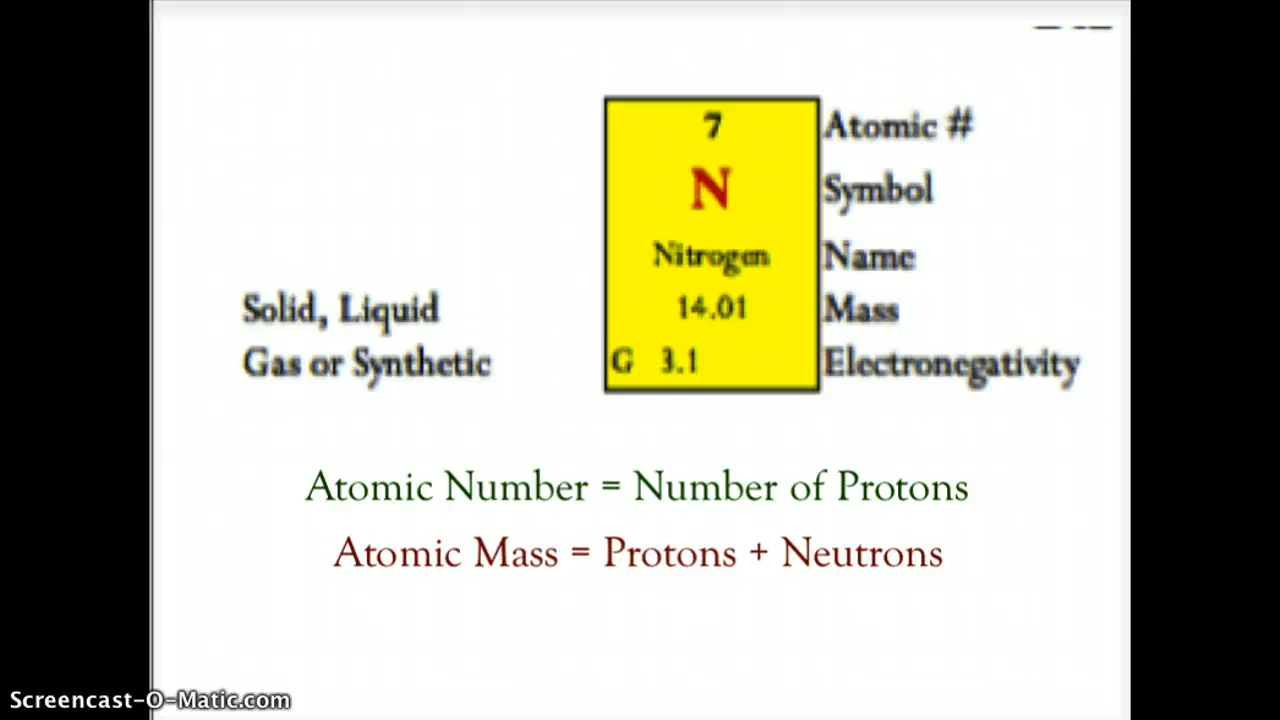 7 Atomic #
N Symbol
Nitrogen Name
Solid, Liquid 14.01 Mass
Gas or Synthetic G 3.1 Electronegativity
Atomic Number = Number of Protons
Atomic Mass = Protons + Neutrons
Screencast-O-Matic.com